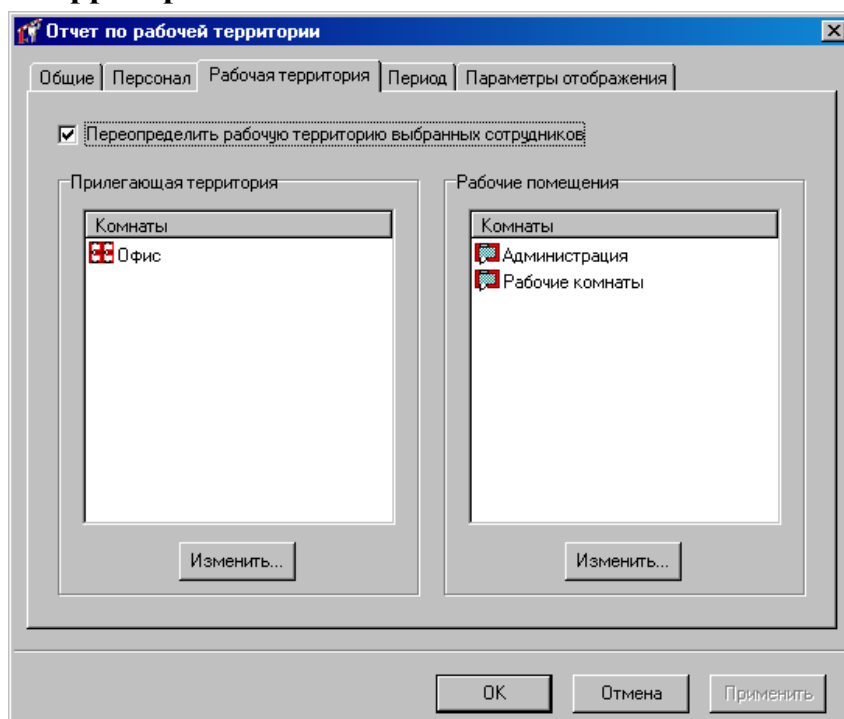 Отчет по рабочей территории
Общие Персонал Рабочая территория Период Параметры отображения
Переопределить рабочую территорию выбранных сотрудников
Прилегающая территория
Комнаты
Офис
Изменить...
Рабочие помещения
Комнаты
Администрация
Рабочие комнаты
Изменить...
OK Отмена Применить